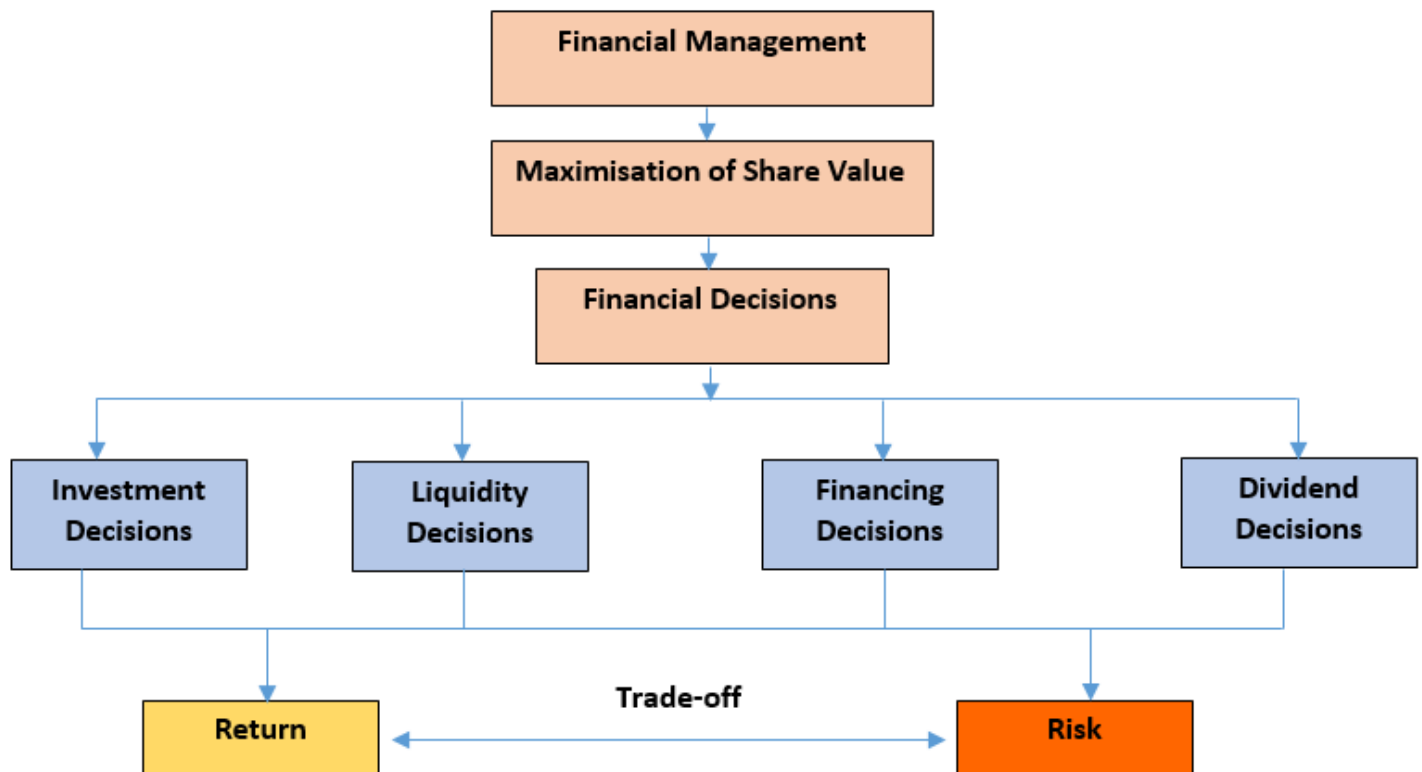 Financial Management
Maximisation of Share Value
Financial Decisions
Investment
Decisions
Liquidity
Decisions
Financing
Decisions
Dividend
Decisions
Trade-off
Return
Risk